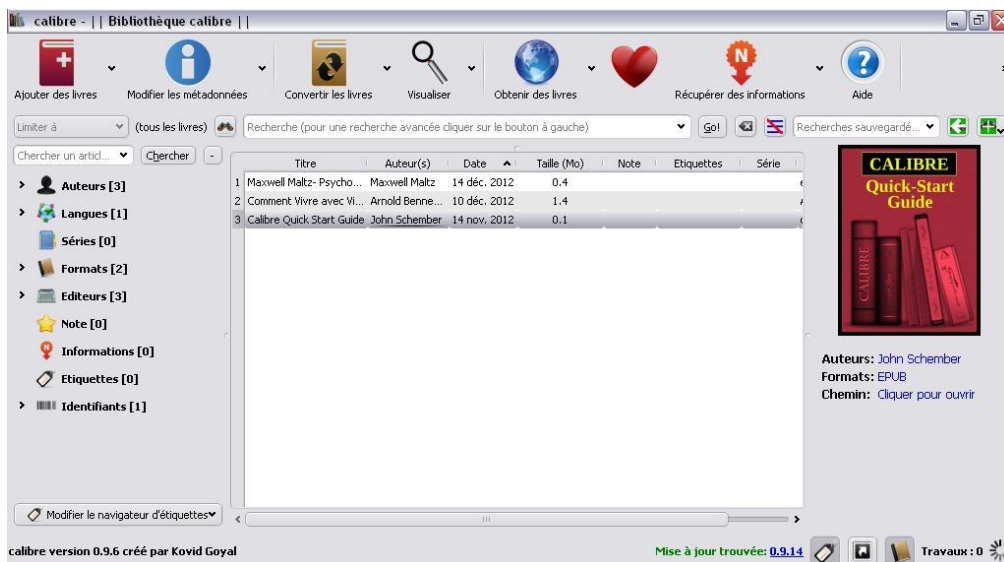 calibre - || Bibliothèque calibre ||
Ajouter des livres Modifier les métadonnées Convertir les livres Visualiser Obtenir des livres Récupérer des informations Aide
Limiter à (tous les livres) Recherche (pour une recherche avancée cliquer sur le bouton à gauche) Go! Recherches sauvegardé...
Chercher un articl... Chercher -
Titre Auteur(s) Date Taille (Mo) Note Etiquettes Série
1 Maxwell Maltz- Psycho... Maxwell Maltz 14 déc. 2012 0.4
2 Comment Vivre avec Vi... Arnold Benne... 10 déc. 2012 1.4
3 Calibre Quick Start Guide John Schember 14 nov. 2012 0.1
Auteurs [3]
Langues [1]
Séries [0]
Formats [2]
Editeurs [3]
Note [0]
Informations [0]
Etiquettes [0]
Identifiants [1]
CALIBRE
Quick-Start
Guide
CALIBRE
Auteurs: John Schember
Formats: EPUB
Chemin: Cliquer pour ouvrir
Modifier le navigateur d'étiquettes
calibre version 0.9.6 créé par Kovid Goyal Mise à jour trouvée: 0.9.14 Travaux : 0